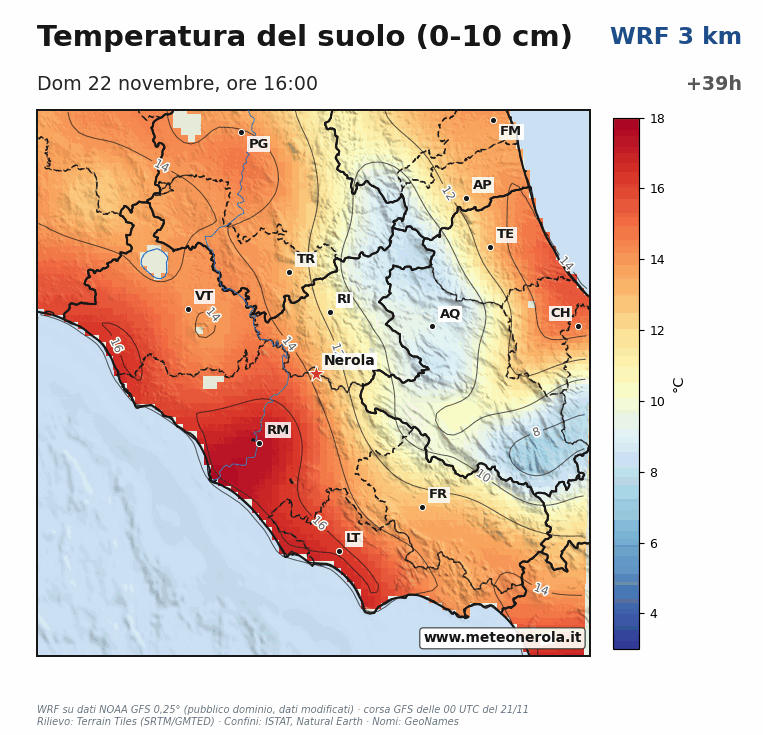 Temperatura del suolo (0-10 cm)
WRF 3 km
Dom 22 novembre, ore 16:00
+39h
FM
PG
14
12
AP
TE
TR
14
VT
RI
CH
14
AQ
16
14
Nerola
°C
RM
8
10
FR
16
LT
14
www.meteonerola.it
18
16
14
12
10
8
6
4
WRF su dati NOAA GFS 0,25° (pubblico dominio, dati modificati) · corsa GFS delle 00 UTC del 21/11
Rilievo: Terrain Tiles (SRTM/GMTED) · Confini: ISTAT, Natural Earth · Nomi: GeoNames